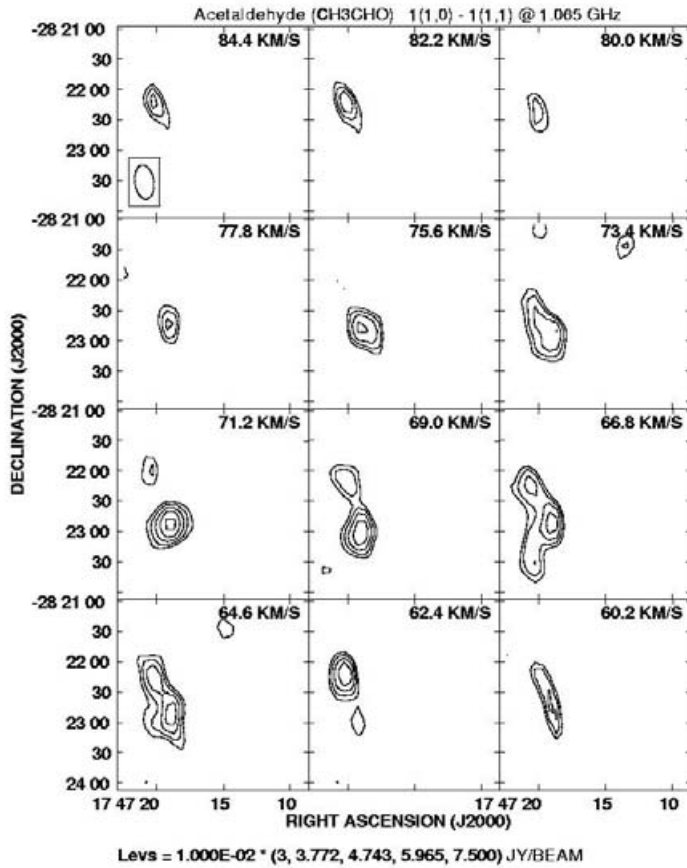 Acetaldehyde (CH3CHO) 1(1,0) - 1(1,1) @ 1.065 GHz
-28 21 00
30
22 00
30
23 00
30
84.4 KM/S
82.2 KM/S
80.0 KM/S
-28 21 00
30
22 00
30
23 00
30
77.8 KM/S
75.6 KM/S
73.4 KM/S
DECLINATION (J2000)
-28 21 00
30
22 00
30
23 00
30
71.2 KM/S
69.0 KM/S
66.8 KM/S
-28 21 00
30
22 00
30
23 00
30
24 00
64.6 KM/S
62.4 KM/S
60.2 KM/S
17 47 20 15 10 17 47 20 15 10
RIGHT ASCENSION (J2000)
Levs = 1.000E-02 * (3, 3.772, 4.743, 5.965, 7.500) JY/BEAM